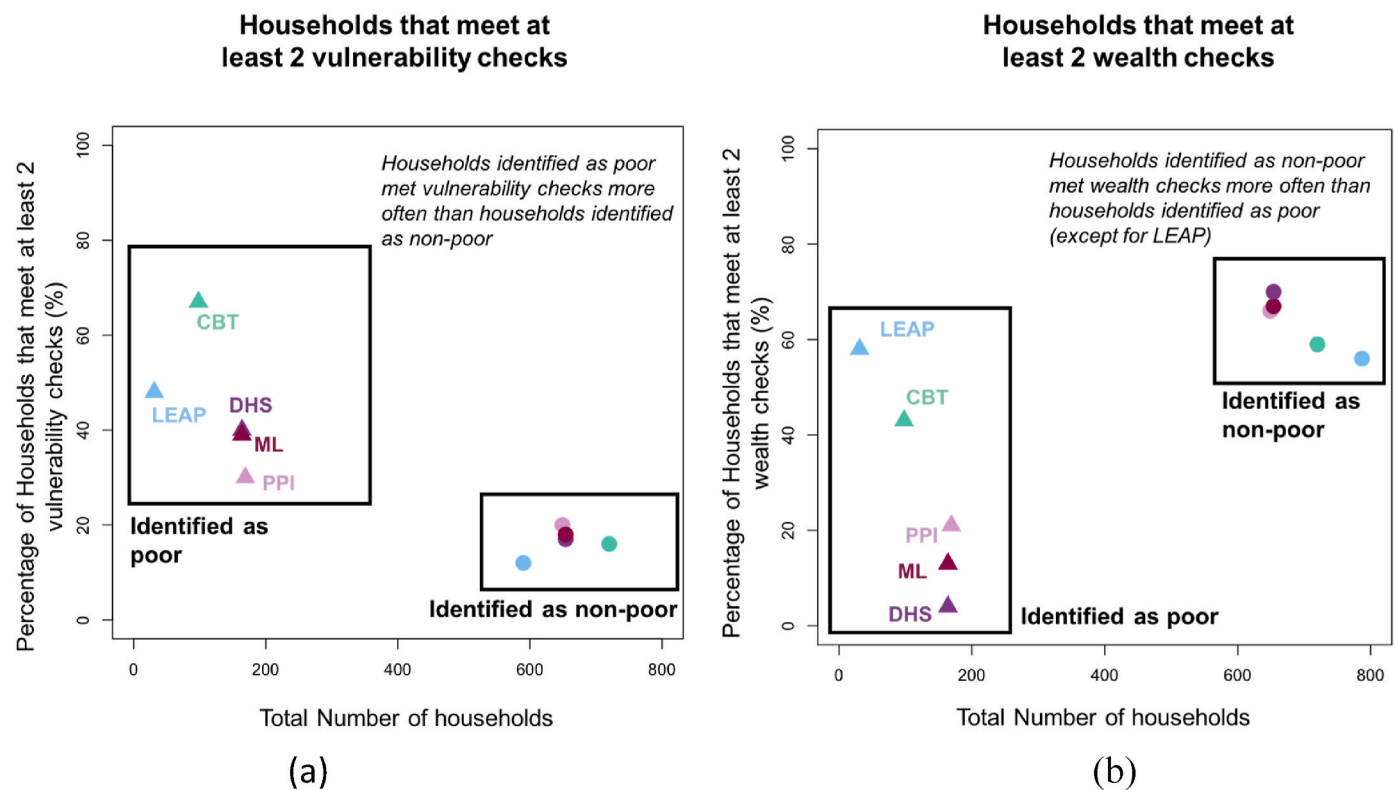 Households that meet at
least 2 vulnerability checks
Percentage of Households that meet at least 2
vulnerability checks (%)
100
80
60
40
20
0
Households identified as poor
met vulnerability checks more
often than households identified
as non-poor
CBT
LEAP
DHS
ML
PPI
Identified as
poor
Identified as non-poor
0 200 400 600 800
Total Number of households
(a)
Households that meet at
least 2 wealth checks
Percentage of Households that meet at least 2
wealth checks (%)
100
80
60
40
20
0
Households identified as non-poor
met wealth checks more often than
households identified as poor
(except for LEAP)
LEAP
CBT
PPI
ML
DHS
Identified as
non-poor
Identified as poor
0 200 400 600 800
Total Number of households
(b)